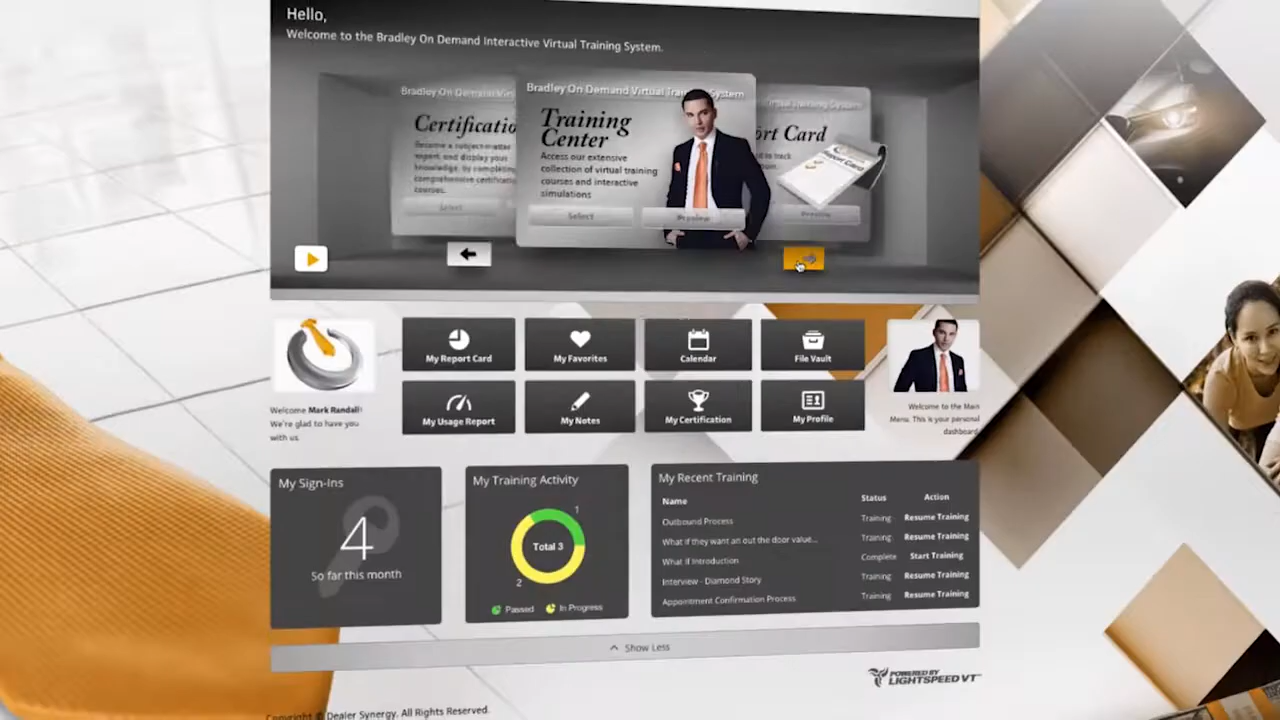 Hello,
Welcome to the Bradley On Demand Interactive Virtual Training System.
Bradley On Demand
Certificatio
Become a subject-matter
expert, and display your
knowledge, by completing
comprehensive certificatio
courses.
Select
Bradley On Demand Virtual System
Training
Center
Access our extensive
collection of virtual training
courses and interactive
simulations
Select
Preview
Virtual Training System
ort Card
to track
Report Card
Preview
Welcome Mark Randall!
We're glad to have you
with us.
My Report Card
My Favorites
Calendar
File Vault
My Usage Report
My Notes
My Certification
My Profile
Welcome to the Main
Menu. This is your personal
dashboard
My Sign-Ins
4
So far this month
My Training Activity
1
Total 3
2
Passed
In Progress
My Recent Training
Name Status Action
Outbound Process Training Resume Training
What if they want an out the door value... Training Resume Training
What If Introduction Complete Start Training
Interview - Diamond Story Training Resume Training
Appointment Confirmation Process Training Resume Training
Show Less
POWERED BY
LIGHTSPEED VT
Copyright © Dealer Synergy. All Rights Reserved.